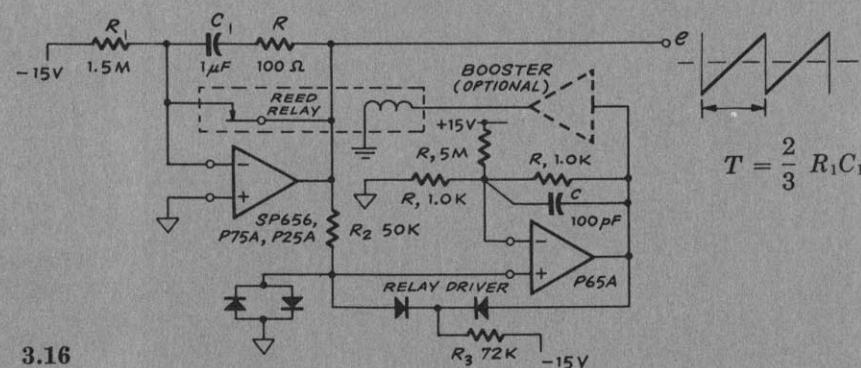 R1
1.5M
-15V
C1
1μF
R
100 Ω
e
REED
RELAY
BOOSTER
(OPTIONAL)
+15V
R, 5M
R, 1.0K
R, 1.0K
C
100pF
T = 2/3 R₁C₁
−
+
SP656,
P75A, P25A
R2 50K
−
+
P65A
RELAY DRIVER
R3 72K
-15V
3.16